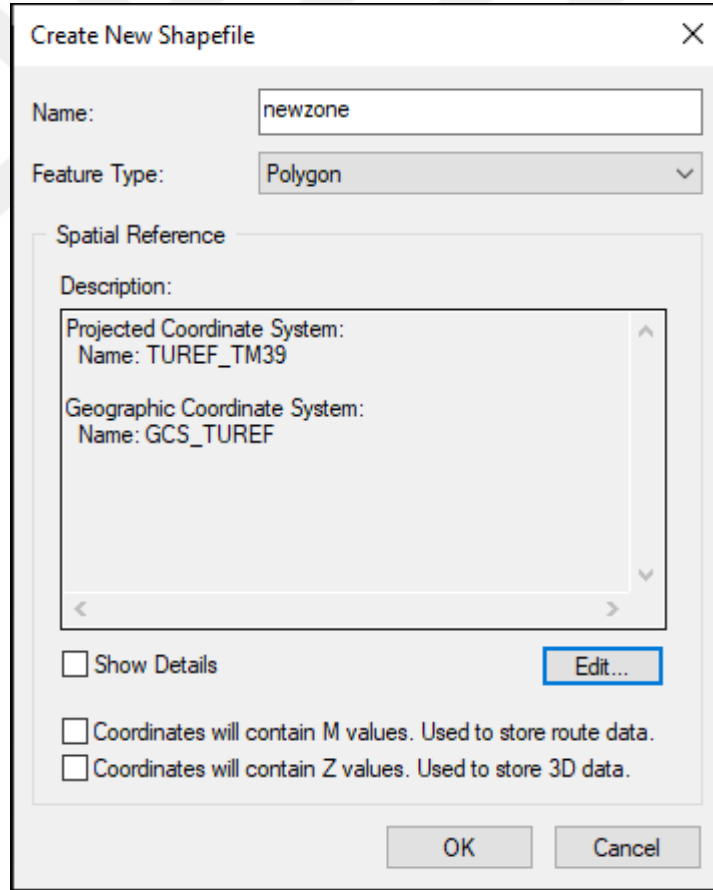 Create New Shapefile
Name:
newzone
Feature Type:
Polygon
Spatial Reference
Description:
Projected Coordinate System:
Name: TUREF_TM39
Geographic Coordinate System:
Name: GCS_TUREF
Show Details
Edit...
Coordinates will contain M values. Used to store route data.
Coordinates will contain Z values. Used to store 3D data.
OK
Cancel